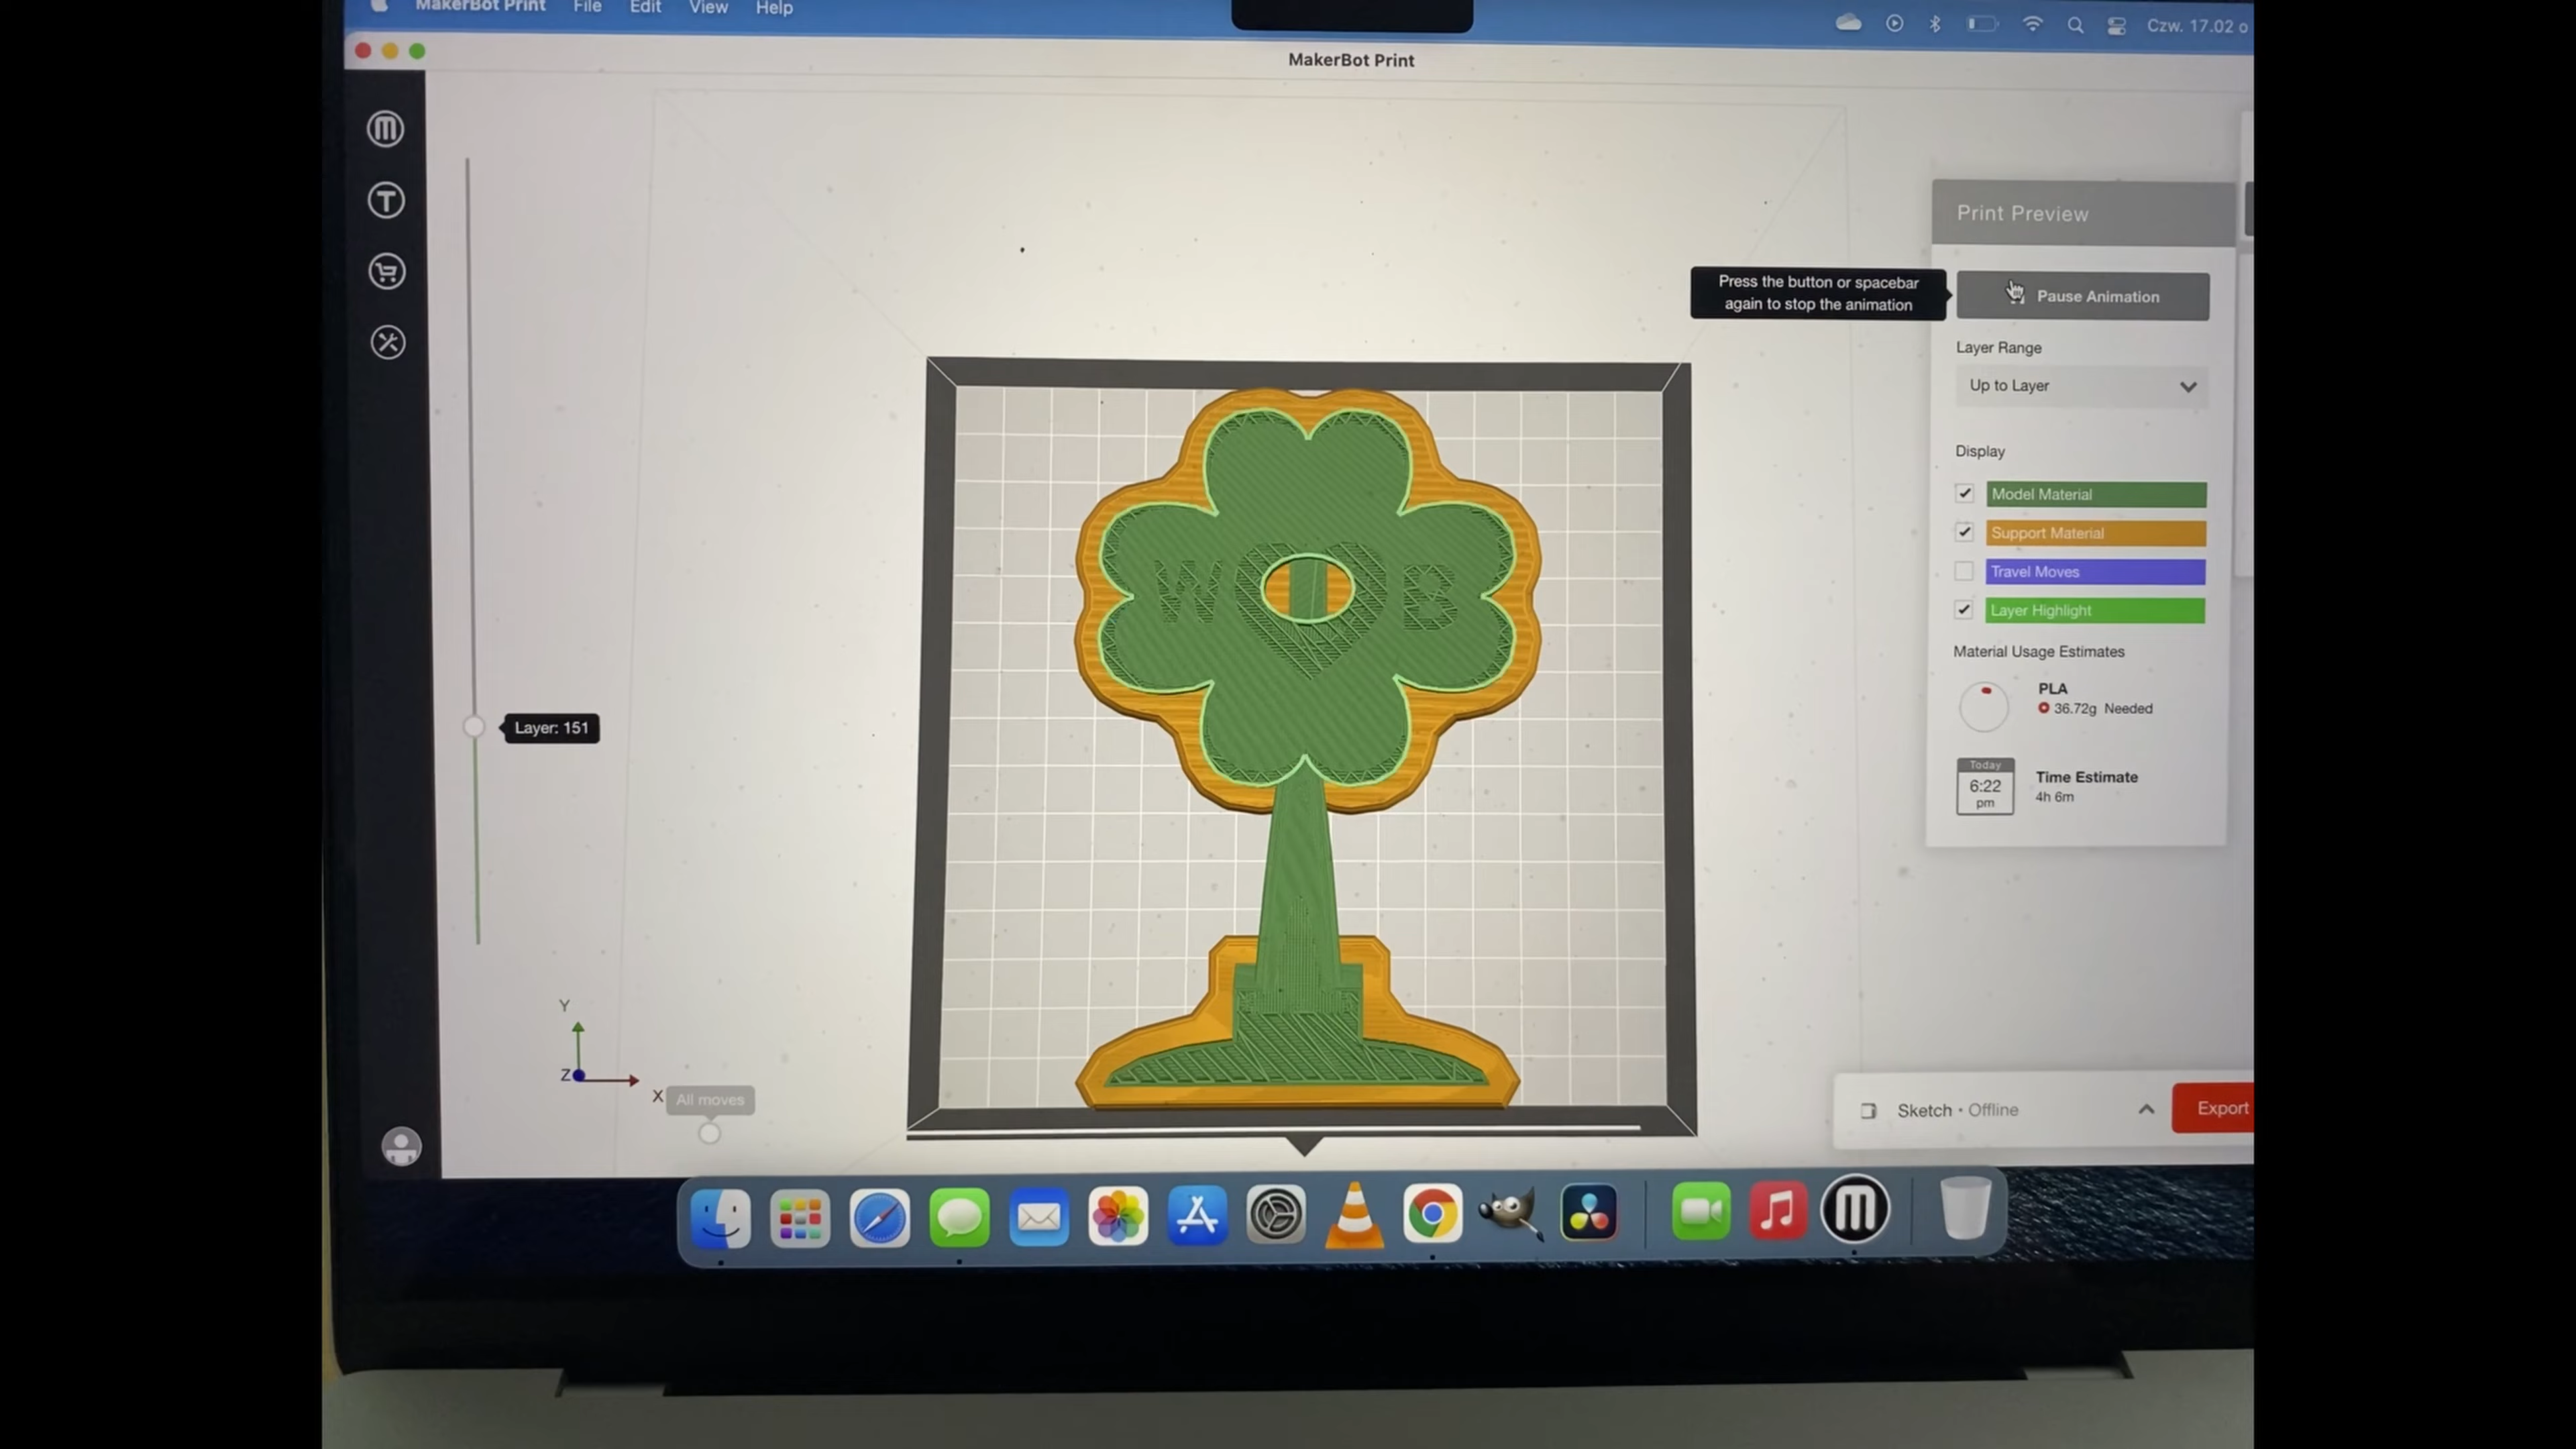 MakerBot Print File Edit View Help
Czw. 17.02 o
MakerBot Print
Print Preview
Press the button or spacebar
again to stop the animation
Pause Animation
Layer Range
Up to Layer
Display
Model Material
Support Material
Travel Moves
Layer Highlight
Material Usage Estimates
PLA
36.72g Needed
Today
6:22
pm
Time Estimate
4h 6m
W B
Layer: 151
Y
Z
X
All moves
Sketch • Offline
Export